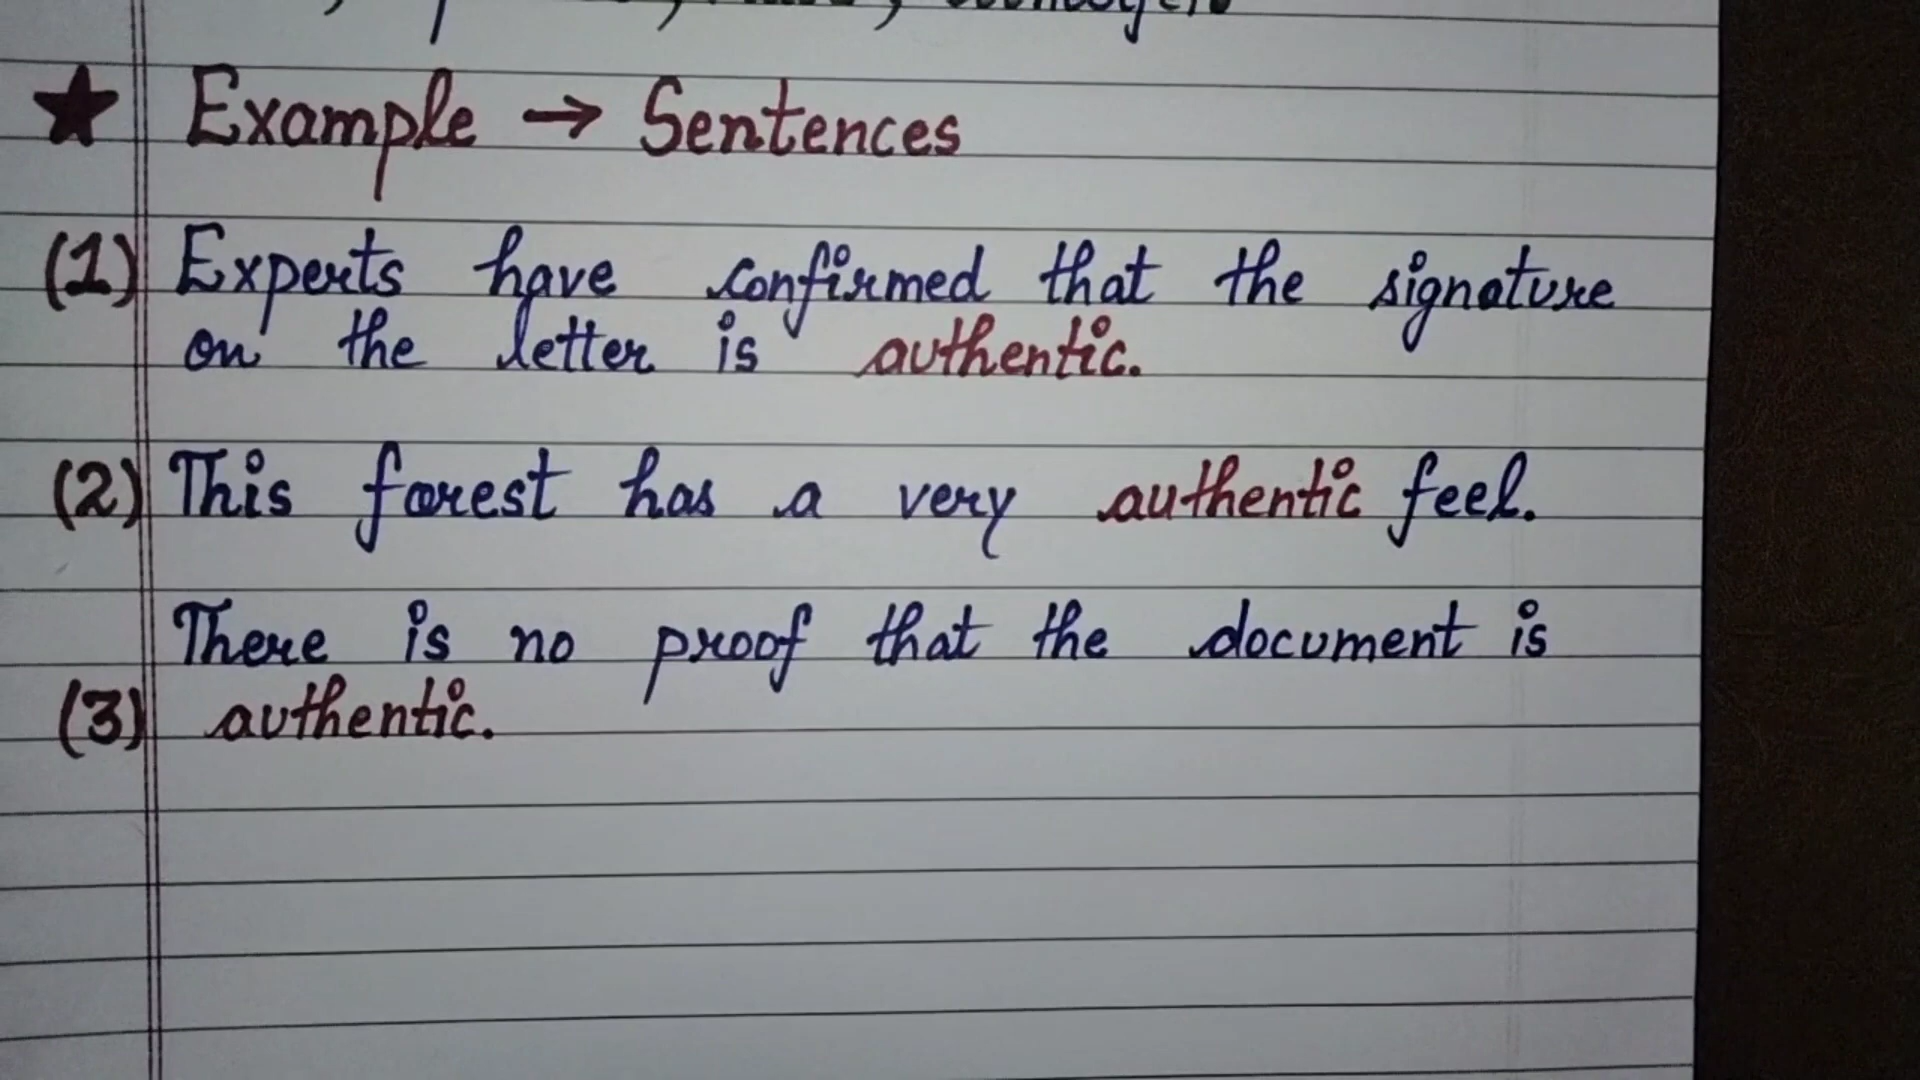 ★ Example → Sentences
(1) Experts have confirmed that the signature
on the letter is authentic.
(2) This forest has a very authentic feel.
There is no proof that the document is
(3) authentic.